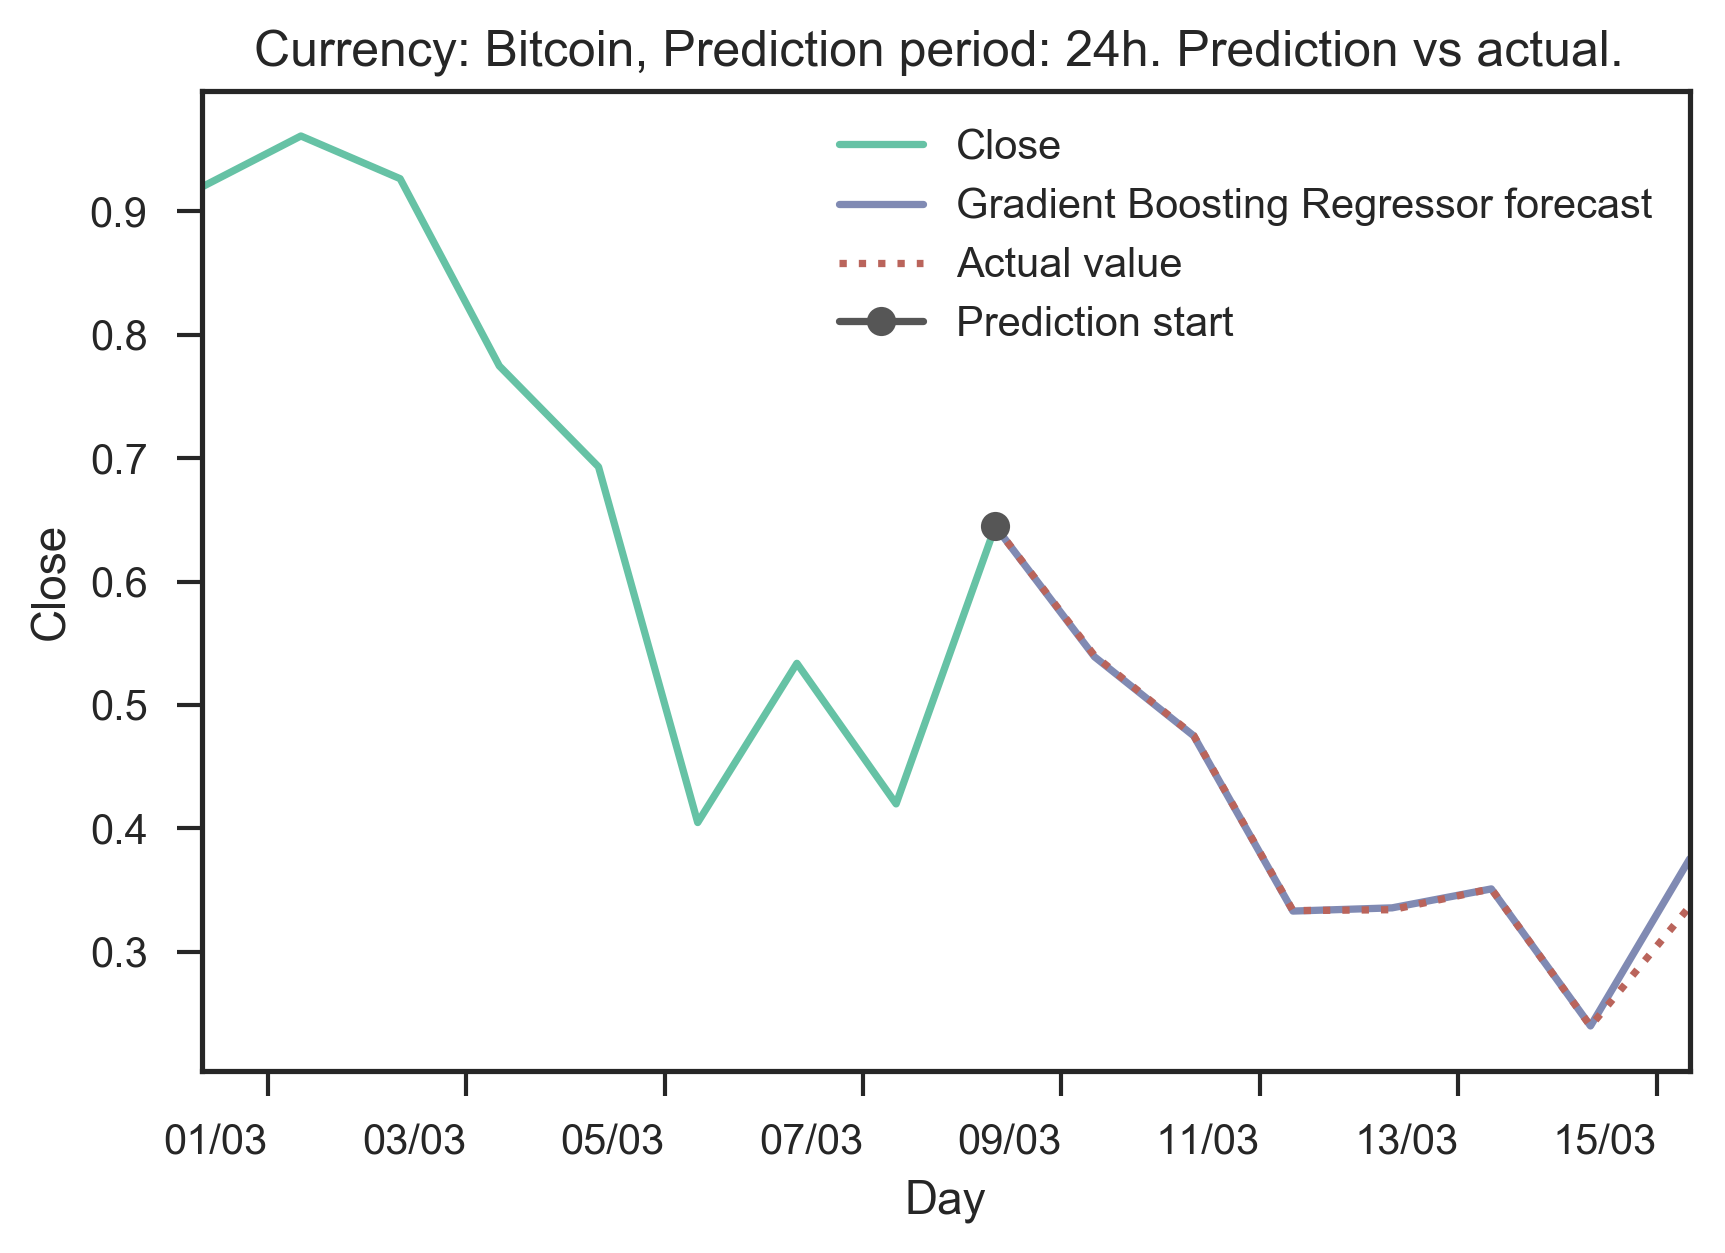 Currency: Bitcoin, Prediction period: 24h. Prediction vs actual.
Close
Gradient Boosting Regressor forecast
Actual value
Prediction start
0.9
0.8
0.7
0.6
0.5
0.4
0.3
Close
01/03 03/03 05/03 07/03 09/03 11/03 13/03 15/03
Day